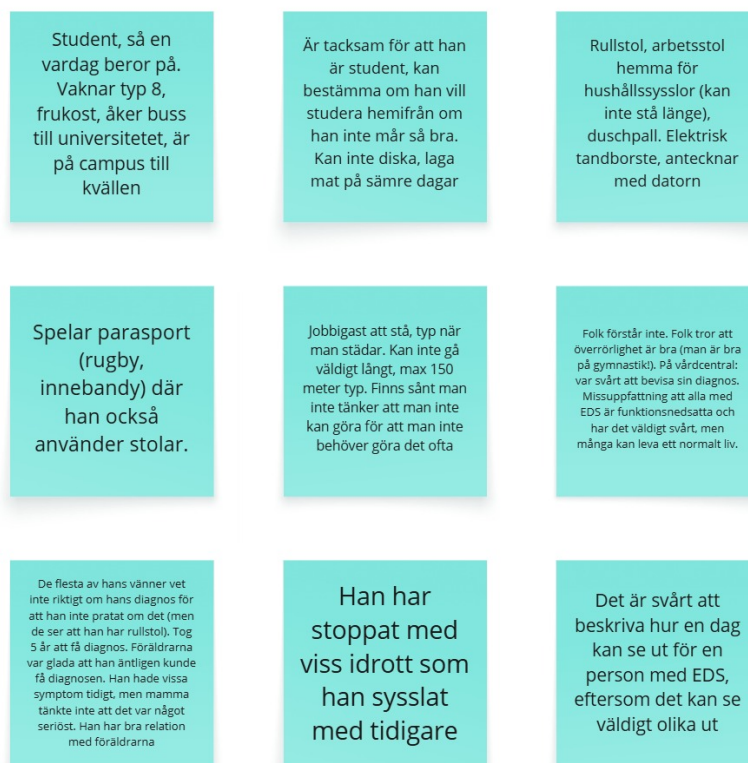 Student, så en
vardag beror på.
Vaknar typ 8,
frukost, åker buss
till universitetet, är
på campus till
kvällen
Är tacksam för att han
är student, kan
bestämma om han vill
studera hemifrån om
han inte mår så bra.
Kan inte diska, laga
mat på sämre dagar
Rullstol, arbetsstol
hemma för
hushållssysslor (kan
inte stå länge),
duschpall. Elektrisk
tandborste, antecknar
med datorn
Spelar parasport
(rugby,
innebandy) där
han också
använder stolar.
Jobbigast att stå, typ när
man städar. Kan inte gå
väldigt långt, max 150
meter typ. Finns sånt man
inte tänker att man inte
kan göra för att man inte
behöver göra det ofta
Folk förstår inte. Folk tror att
överrörlighet är bra (man är bra
på gymnastik!). På vårdcentral:
var svårt att bevisa sin diagnos.
Missuppfattning att alla med
EDS är funktionsnedsatta och
har det väldigt svårt, men
många kan leva ett normalt liv.
De flesta av hans vänner vet
inte riktigt om hans diagnos för
att han inte pratat om det (men
de ser att han har rullstol). Tog
5 år att få diagnos. Föräldrarna
var glada att han äntligen kunde
få diagnosen. Han hade vissa
symptom tidigt, men mamma
tänkte inte att det var något
seriöst. Han har bra relation
med föräldrarna
Han har
stoppat med
viss idrott som
han sysslat
med tidigare
Det är svårt att
beskriva hur en dag
kan se ut för en
person med EDS,
eftersom det kan se
väldigt olika ut